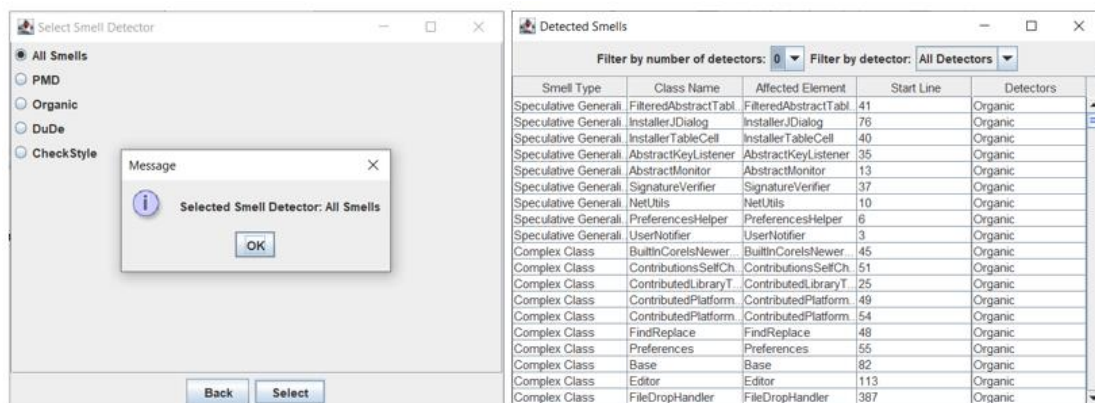 Select Smell Detector
All Smells
PMD
Organic
DuDe
CheckStyle
Message
Selected Smell Detector: All Smells
OK
Back Select
Detected Smells
Filter by number of detectors: 0 Filter by detector: All Detectors
Smell Type Class Name Affected Element Start Line Detectors
Speculative Generali.. FilteredAbstractTabl.. FilteredAbstractTabl.. 41 Organic
Speculative Generali.. InstallerJDialog InstallerJDialog 76 Organic
Speculative Generali.. InstallerTableCell InstallerTableCell 40 Organic
Speculative Generali.. AbstractKeyListener AbstractKeyListener 35 Organic
Speculative Generali.. AbstractMonitor AbstractMonitor 13 Organic
Speculative Generali.. SignatureVerifier SignatureVerifier 37 Organic
Speculative Generali.. NetUtils NetUtils 10 Organic
Speculative Generali.. PreferencesHelper PreferencesHelper 6 Organic
Speculative Generali.. UserNotifier UserNotifier 3 Organic
Complex Class BuiltInCoreIsNewer... BuiltInCoreIsNewer... 45 Organic
Complex Class ContributionsSelfCh.. ContributionsSelfCh.. 51 Organic
Complex Class ContributedLibraryT... ContributedLibraryT... 25 Organic
Complex Class ContributedPlatform.. ContributedPlatform.. 49 Organic
Complex Class ContributedPlatform.. ContributedPlatform.. 54 Organic
Complex Class FindReplace FindReplace 48 Organic
Complex Class Preferences Preferences 55 Organic
Complex Class Base Base 82 Organic
Complex Class Editor Editor 113 Organic
Complex Class FileDropHandler FileDropHandler 387 Organic